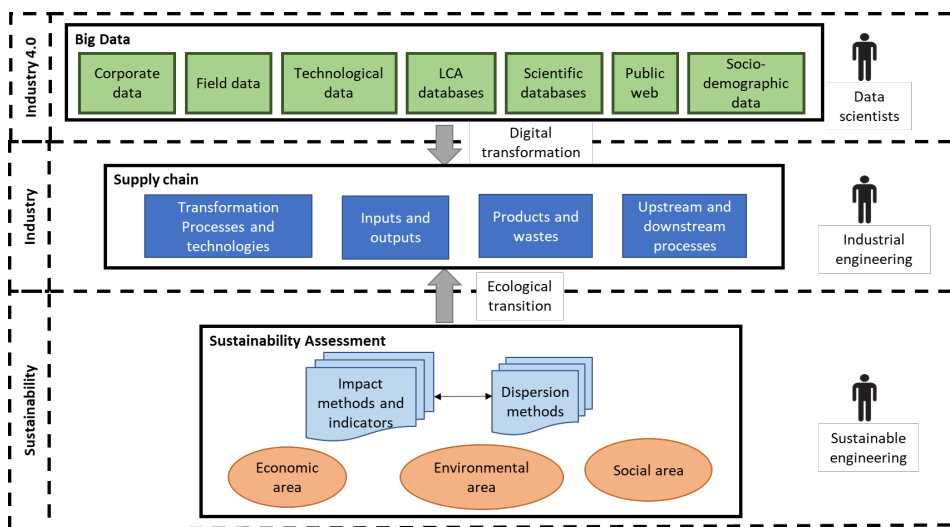 Industry 4.0
Big Data
Corporate
data
Field data
Technological
data
LCA
databases
Scientific
databases
Public
web
Socio-
demographic
data
Data
scientists
Digital
transformation
Industry
Supply chain
Transformation
Processes and
technologies
Inputs and
outputs
Products and
wastes
Upstream and
downstream
processes
Industrial
engineering
Ecological
transition
Sustainability
Sustainability Assessment
Impact
methods and
indicators
Dispersion
methods
Economic
area
Environmental
area
Social area
Sustainable
engineering